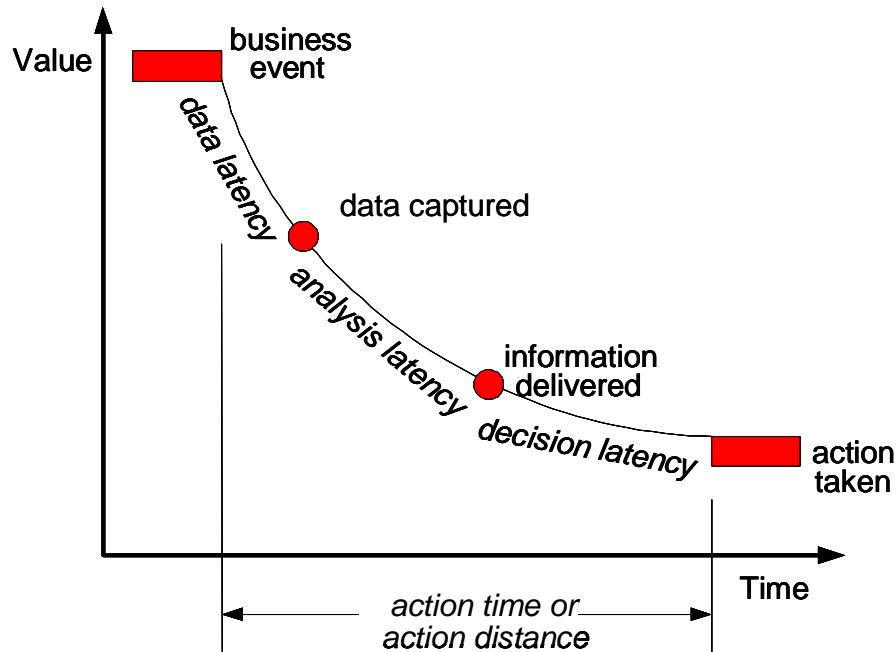 Value
business
event
data latency
data captured
analysis latency
information
delivered
decision latency
action
taken
Time
action time or
action distance